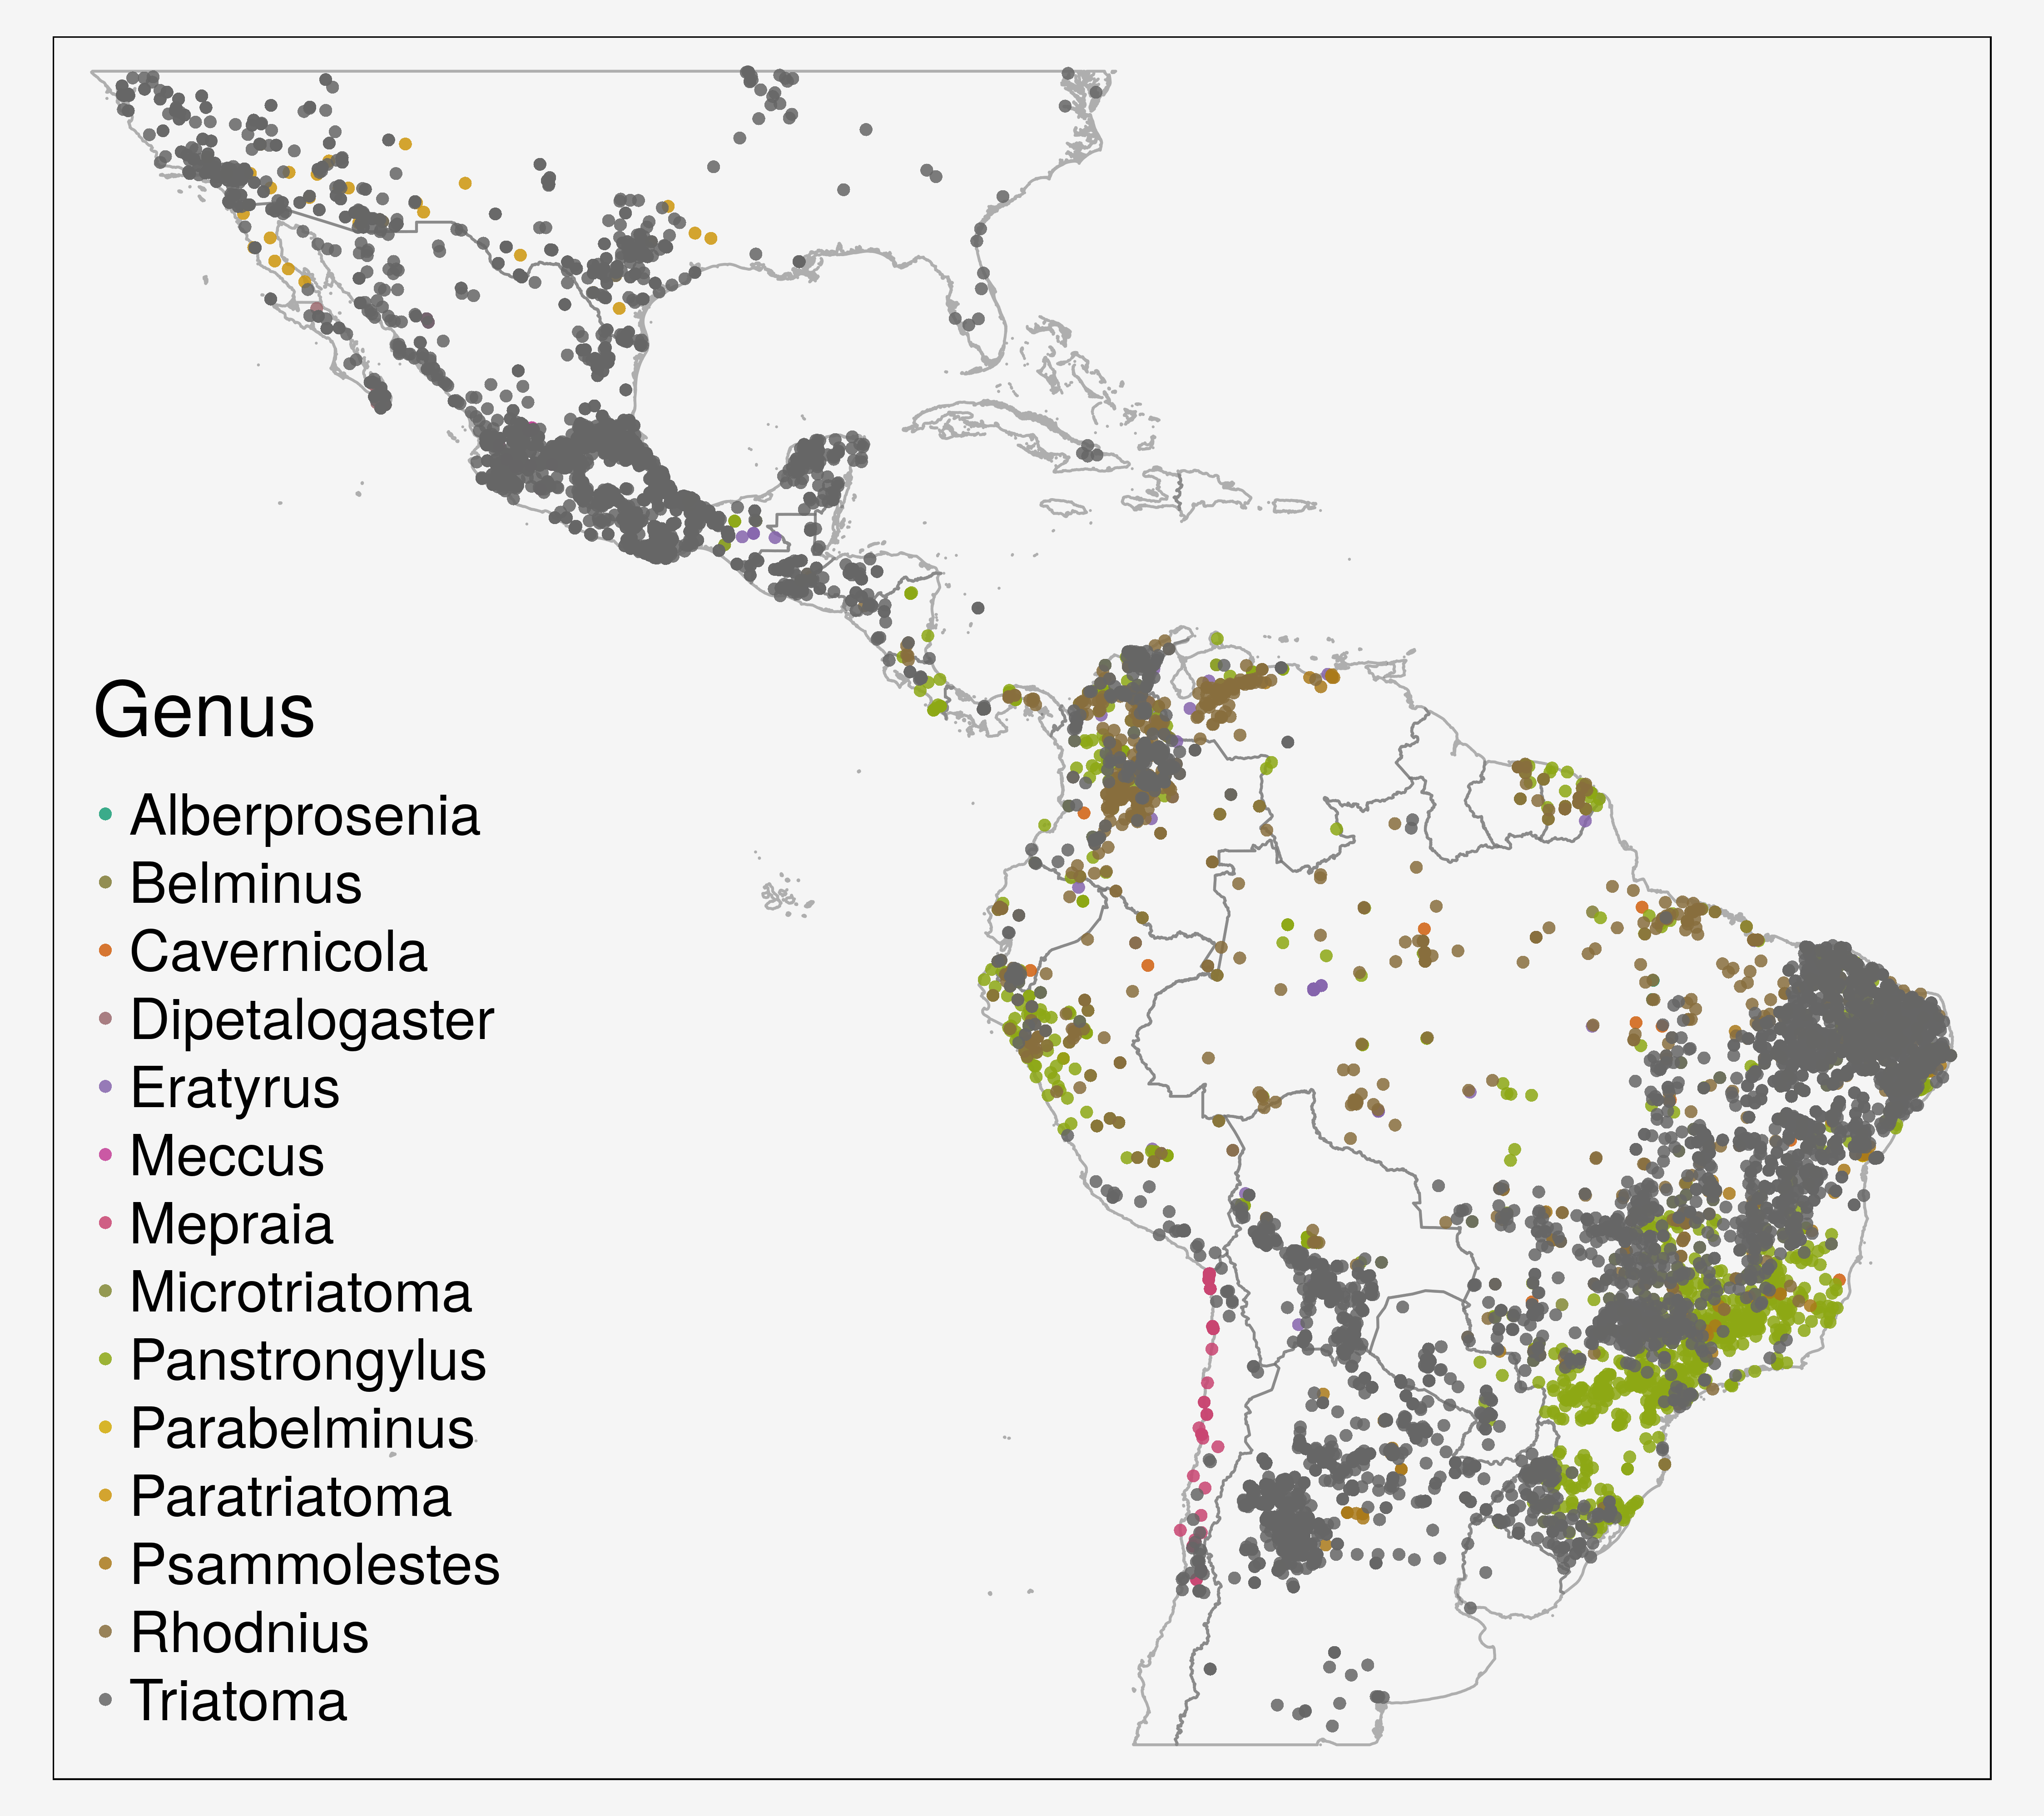 Genus
Alberprosenia
Belminus
Cavernicola
Dipetalogaster
Eratyrus
Meccus
Mepraia
Microtriatoma
Panstrongylus
Parabelminus
Paratriatoma
Psammolestes
Rhodnius
Triatoma